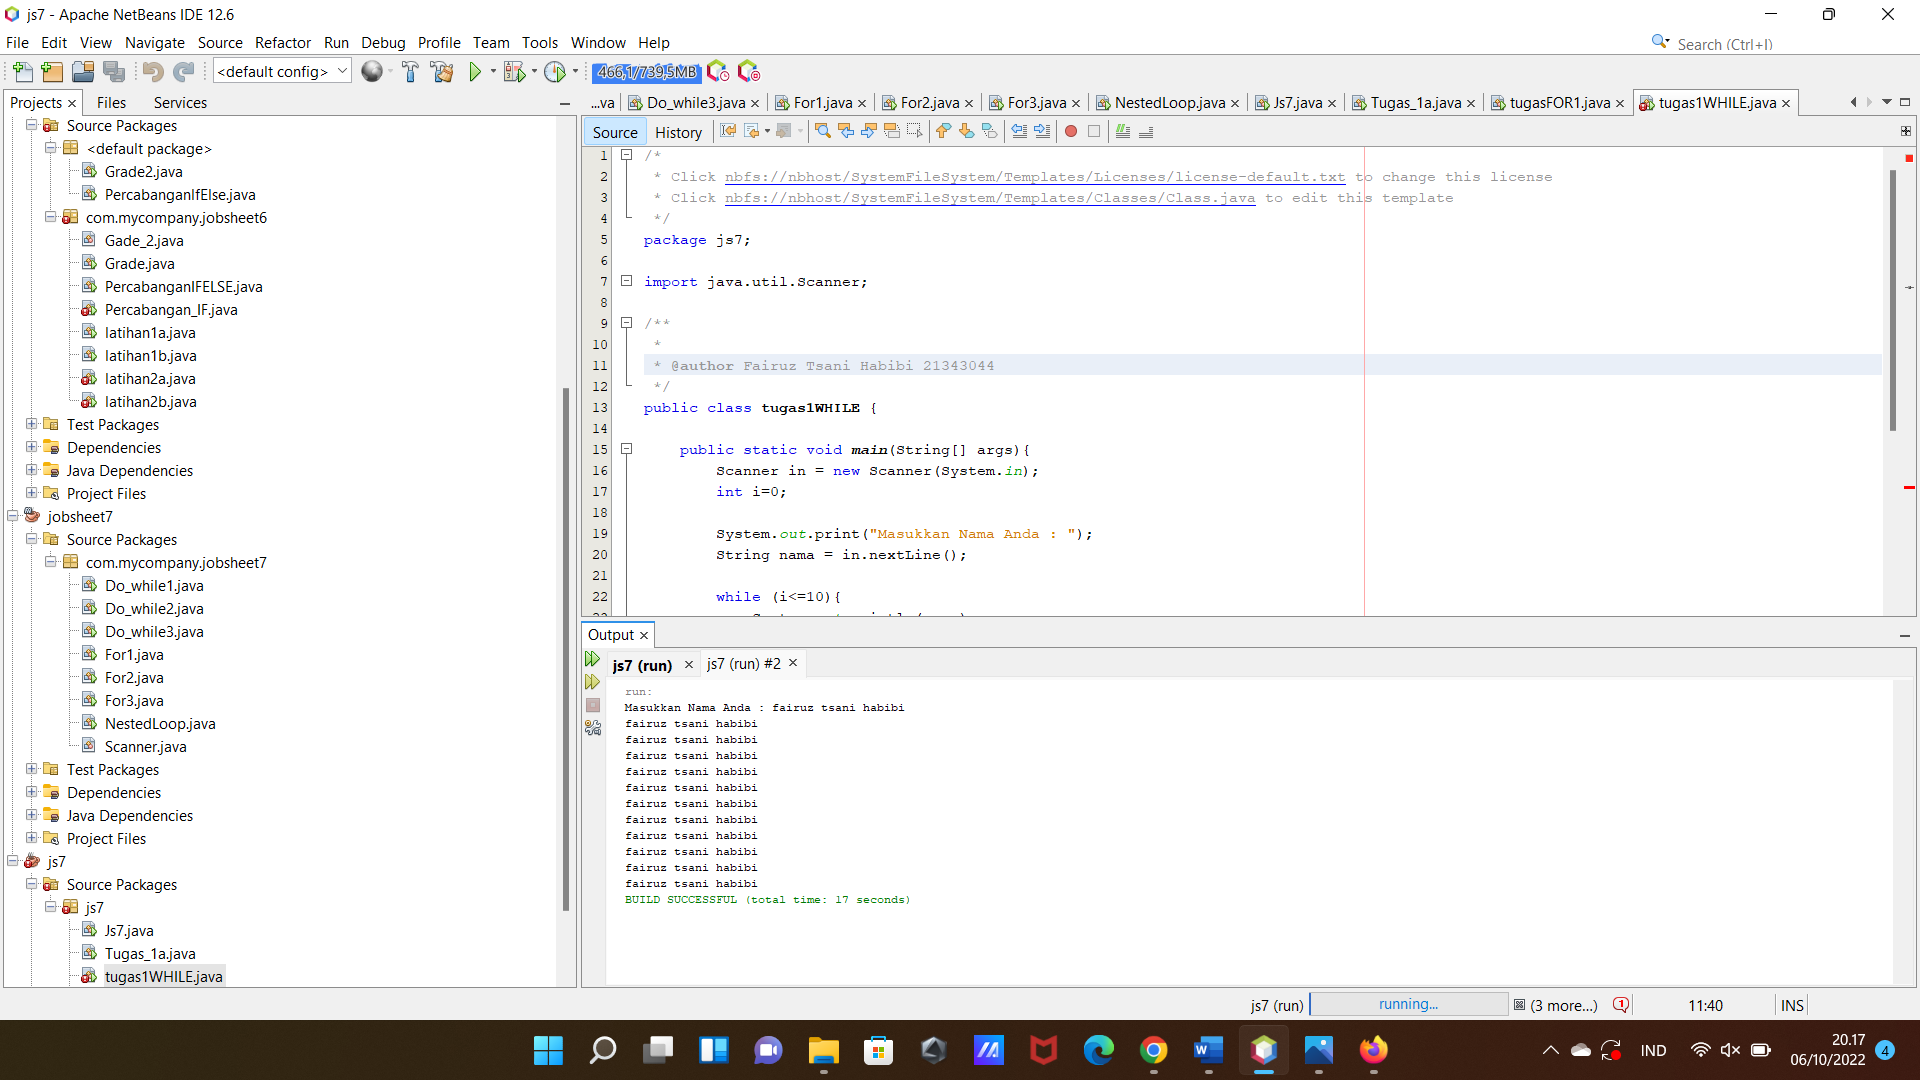 js7 - Apache NetBeans IDE 12.6
File Edit View Navigate Source Refactor Run Debug Profile Team Tools Window Help
Search (Ctrl+I)
<default config>
466,1/739,5MB
Projects Files Services
...va Do_while3.java For1.java For2.java For3.java NestedLoop.java Js7.java Tugas_1a.java tugasFOR1.java tugas1WHILE.java
Source History
Source Packages
<default package>
Grade2.java
PercabanganIfElse.java
com.mycompany.jobsheet6
Gade_2.java
Grade.java
PercabanganIFELSE.java
Percabangan_IF.java
latihan1a.java
latihan1b.java
latihan2a.java
latihan2b.java
Test Packages
Dependencies
Java Dependencies
Project Files
jobsheet7
Source Packages
com.mycompany.jobsheet7
Do_while1.java
Do_while2.java
Do_while3.java
For1.java
For2.java
For3.java
NestedLoop.java
Scanner.java
Test Packages
Dependencies
Java Dependencies
Project Files
js7
Source Packages
js7
Js7.java
Tugas_1a.java
tugas1WHILE.java
1 /*
2 * Click nbfs://nbhost/SystemFileSystem/Templates/Licenses/license-default.txt to change this license
3 * Click nbfs://nbhost/SystemFileSystem/Templates/Classes/Class.java to edit this template
4 */
5 package js7;
6
7 import java.util.Scanner;
8
9 /**
10 *
11 * @author Fairuz Tsani Habibi 21343044
12 */
13 public class tugas1WHILE {
14
15 public static void main(String[] args){
16 Scanner in = new Scanner(System.in);
17 int i=0;
18
19 System.out.print("Masukkan Nama Anda : ");
20 String nama = in.nextLine();
21
22 while (i<=10){
Output
js7 (run) js7 (run) #2
run:
Masukkan Nama Anda : fairuz tsani habibi
fairuz tsani habibi
fairuz tsani habibi
fairuz tsani habibi
fairuz tsani habibi
fairuz tsani habibi
fairuz tsani habibi
fairuz tsani habibi
fairuz tsani habibi
fairuz tsani habibi
fairuz tsani habibi
fairuz tsani habibi
BUILD SUCCESSFUL (total time: 17 seconds)
js7 (run) running... (3 more...) 1 11:40 INS
IND
20.17
06/10/2022
4